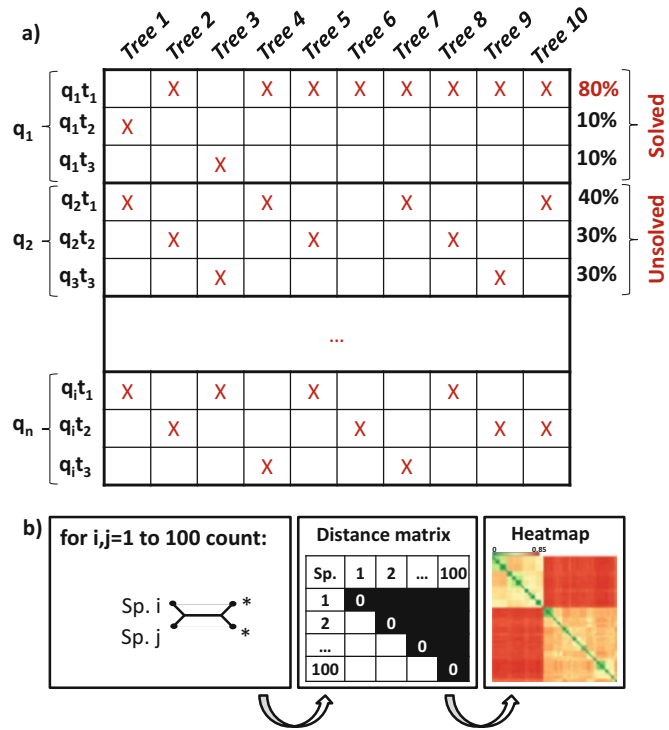 a)
Tree 1 Tree 2 Tree 3 Tree 4 Tree 5 Tree 6 Tree 7 Tree 8 Tree 9 Tree 10
q1t1 X X X X X X X X 80%
q1 q1t2 X 10% Solved
q1t3 X 10%
q2t1 X X X X 40%
q2 q2t2 X X X 30% Unsolved
q3t3 X X 30%
...
qit1 X X X X
qn qit2 X X X X
qit3 X X
b)
for i,j=1 to 100 count:
Sp. i *
Sp. j *
Distance matrix
Sp. 1 2 ... 100
1 0
2 0
... 0
100 0
Heatmap
0 0.85